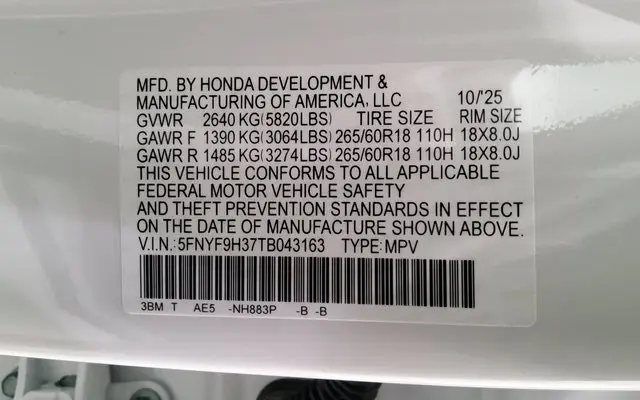 MFD. BY HONDA DEVELOPMENT &
MANUFACTURING OF AMERICA, LLC 10/'25
GVWR 2640 KG(5820LBS) TIRE SIZE RIM SIZE
GAWR F 1390 KG(3064LBS) 265/60R18 110H 18X8.0J
GAWR R 1485 KG(3274LBS) 265/60R18 110H 18X8.0J
THIS VEHICLE CONFORMS TO ALL APPLICABLE
FEDERAL MOTOR VEHICLE SAFETY
AND THEFT PREVENTION STANDARDS IN EFFECT
ON THE DATE OF MANUFACTURE SHOWN ABOVE.
V.I.N.:5FNYF9H37TB043163 TYPE:MPV
3BM T AE5 -NH883P -B -B